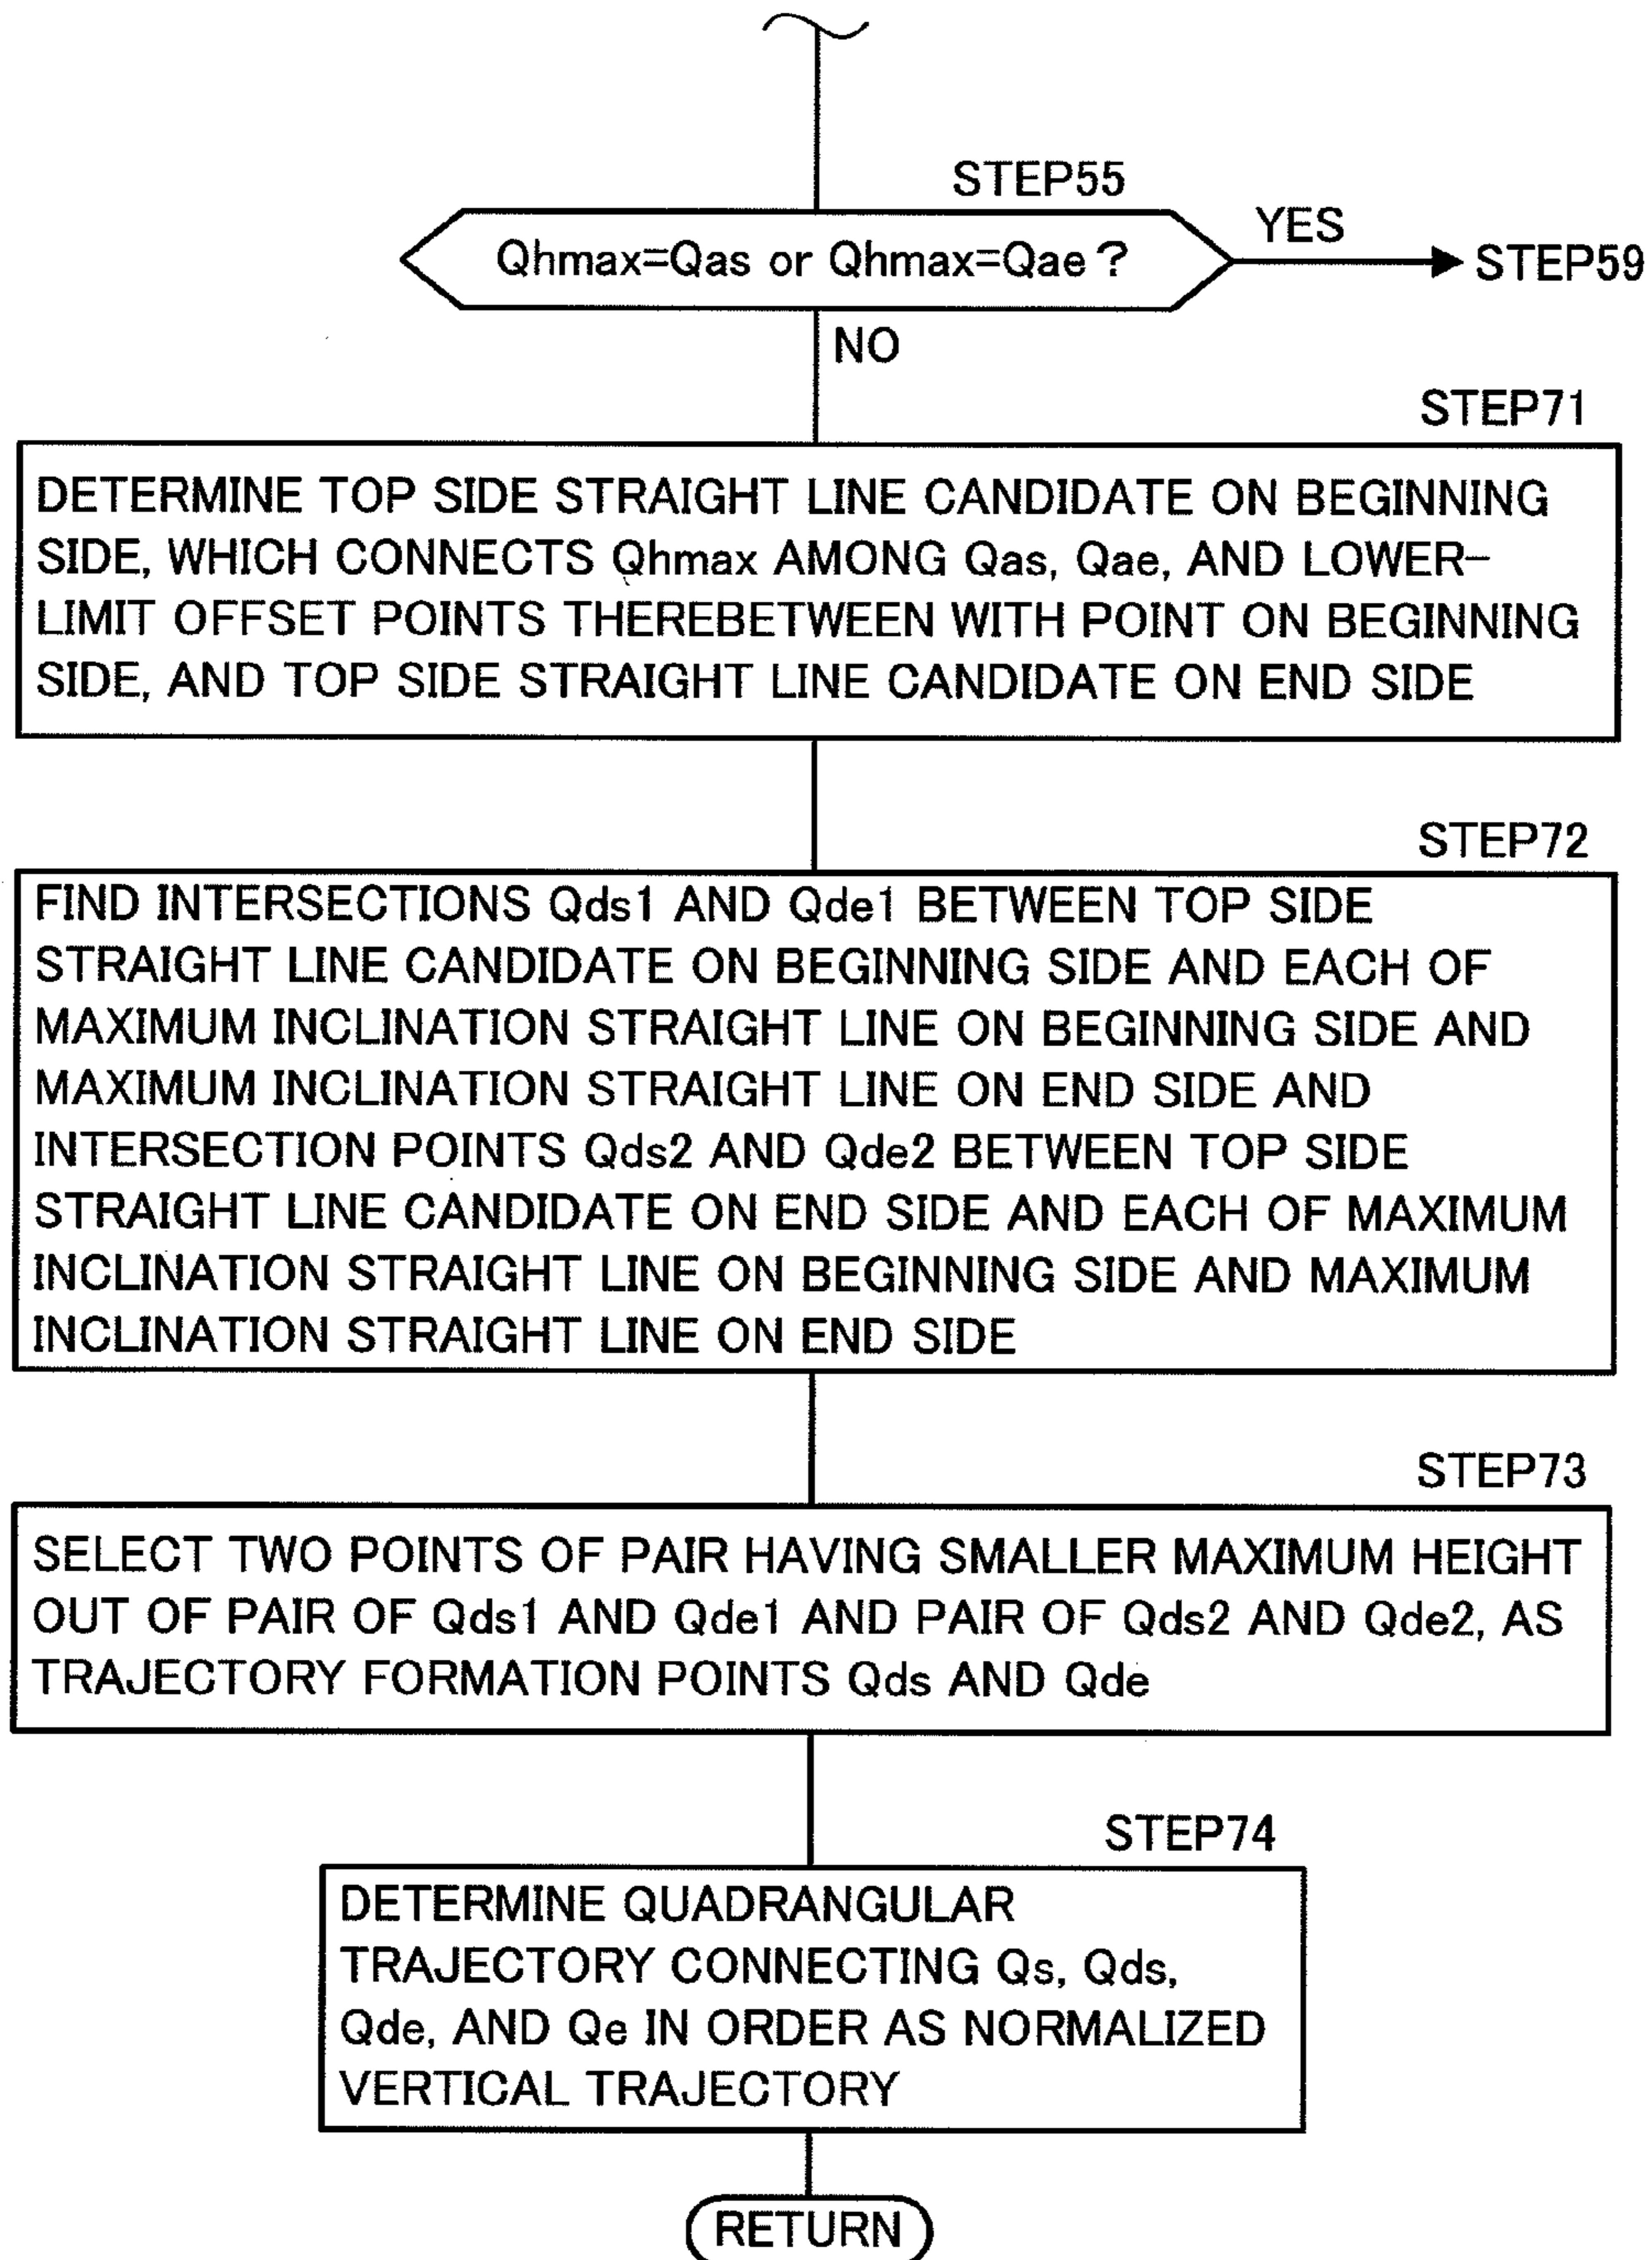 STEP55
Qhmax=Qas or Qhmax=Qae ?
YES
STEP59
NO
STEP71
DETERMINE TOP SIDE STRAIGHT LINE CANDIDATE ON BEGINNING
SIDE, WHICH CONNECTS Qhmax AMONG Qas, Qae, AND LOWER-
LIMIT OFFSET POINTS THEREBETWEEN WITH POINT ON BEGINNING
SIDE, AND TOP SIDE STRAIGHT LINE CANDIDATE ON END SIDE
STEP72
FIND INTERSECTIONS Qds1 AND Qde1 BETWEEN TOP SIDE
STRAIGHT LINE CANDIDATE ON BEGINNING SIDE AND EACH OF
MAXIMUM INCLINATION STRAIGHT LINE ON BEGINNING SIDE AND
MAXIMUM INCLINATION STRAIGHT LINE ON END SIDE AND
INTERSECTION POINTS Qds2 AND Qde2 BETWEEN TOP SIDE
STRAIGHT LINE CANDIDATE ON END SIDE AND EACH OF MAXIMUM
INCLINATION STRAIGHT LINE ON BEGINNING SIDE AND MAXIMUM
INCLINATION STRAIGHT LINE ON END SIDE
STEP73
SELECT TWO POINTS OF PAIR HAVING SMALLER MAXIMUM HEIGHT
OUT OF PAIR OF Qds1 AND Qde1 AND PAIR OF Qds2 AND Qde2, AS
TRAJECTORY FORMATION POINTS Qds AND Qde
STEP74
DETERMINE QUADRANGULAR
TRAJECTORY CONNECTING Qs, Qds,
Qde, AND Qe IN ORDER AS NORMALIZED
VERTICAL TRAJECTORY
RETURN